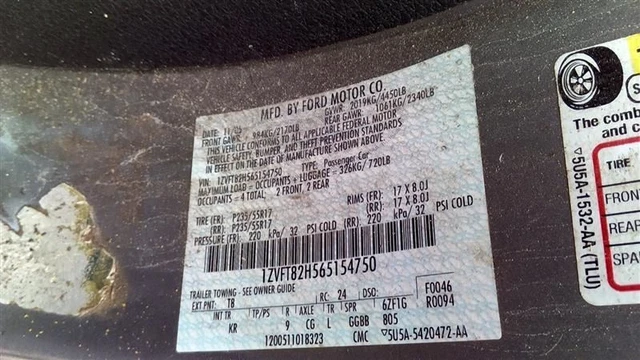 MFD. BY FORD MOTOR CO.
DATE: 11/05 GVWR: 2019KG/4450LB
FRONT GAWR: 984KG/2170LB REAR GAWR: 1061KG/2340LB
THIS VEHICLE CONFORMS TO ALL APPLICABLE FEDERAL MOTOR
VEHICLE SAFETY, BUMPER, AND THEFT PREVENTION STANDARDS
IN EFFECT ON THE DATE OF MANUFACTURE SHOWN ABOVE.
VIN: 1ZVFT82H565154750 TYPE: Passenger Car
MAXIMUM LOAD = OCCUPANTS + LUGGAGE = 326KG/720LB
OCCUPANTS = 4 TOTAL: 2 FRONT, 2 REAR
TIRE (FR): P235/55R17 RIMS (FR): 17 X 8.0J
P235/55R17 17 X 8.0J
PRESSURE (FR): 220 kPa/ 32 PSI COLD 220 kPa/ 32 PSI COLD
1ZVFT82H565154750
TRAILER TOWING - SEE OWNER GUIDE
EXT PNT: T8 RC: 24 DSO: F0046
INT TR TP/PS R AXLE TR SPR 6ZF1G R0094
KR 9 CG L GGBB 805
1200511018323 CMC ▽5U5A-5420472-AA
The comb
and c
▽5U5A-1532-AA (TLU)
TIRE
FRON
REAR
SPA